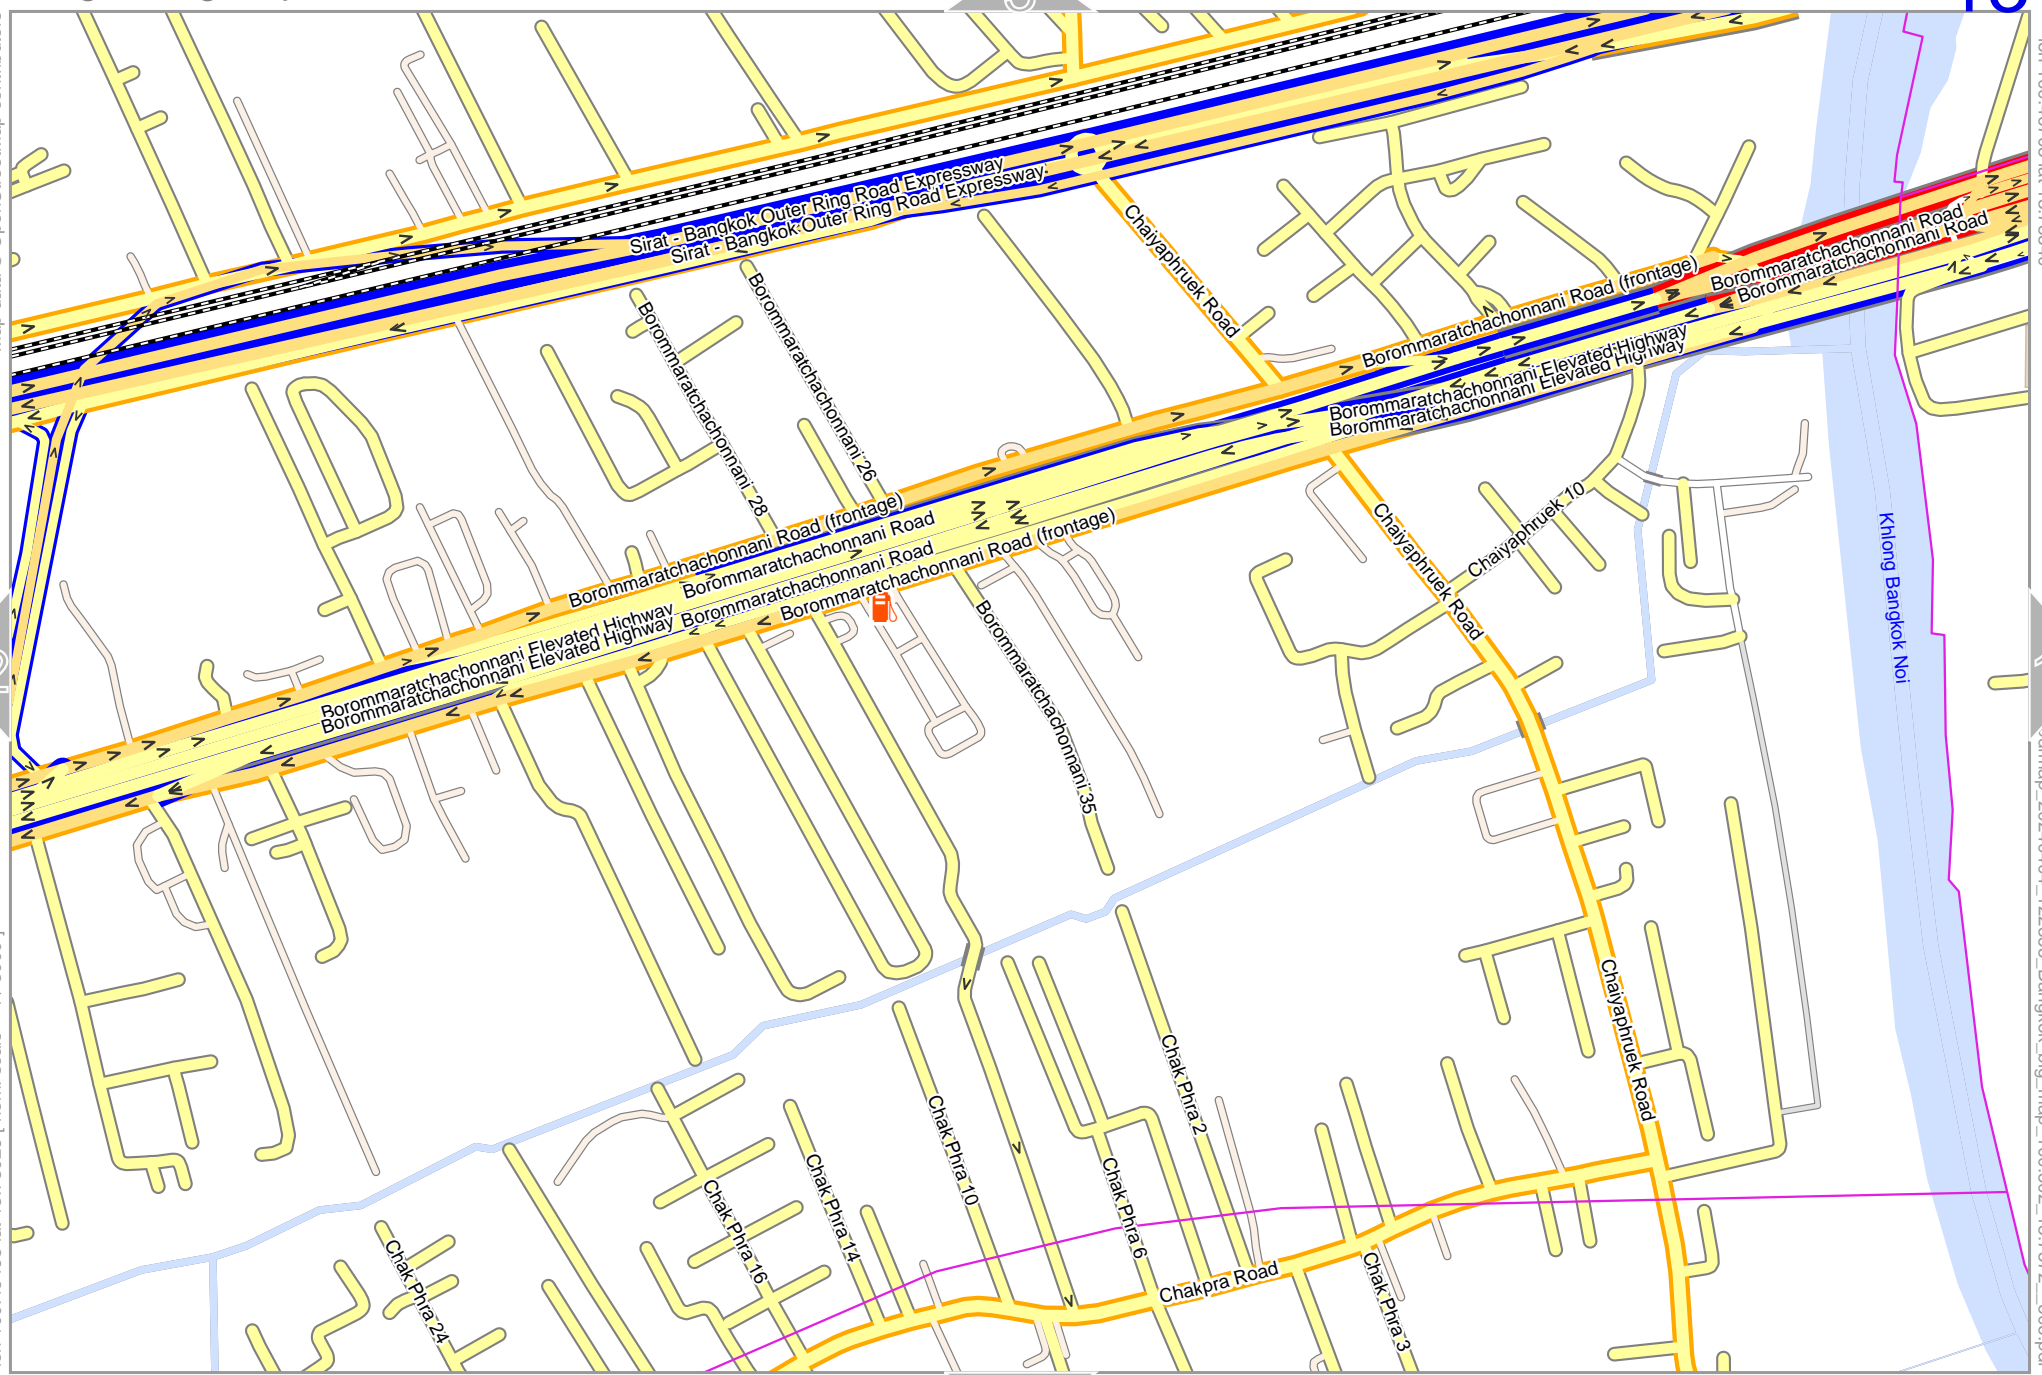 Sirat - Bangkok Outer Ring Road Expressway
Sirat - Bangkok Outer Ring Road Expressway
Chaiyaphruek Road
Borommaratchachonnani Road
Borommaratchachonnani Road
Borommaratchachonnani Road (frontage)
Borommaratchachonnani 26
Borommaratchachonnani 28
Borommaratchachonnani Elevated Highway
Borommaratchachonnani Elevated Highway
Borommaratchachonnani Road (frontage)
Borommaratchachonnani Road
Borommaratchachonnani Road
Borommaratchachonnani Road (frontage)
Chaiyaphruek 10
Chaiyaphruek Road
Khlong Bangkok Noi
Borommaratchachonnani Elevated Highway
Borommaratchachonnani Elevated Highway
Borommaratchachonnani 35
Chaiyaphruek Road
Chak Phra 2
Chak Phra 10
Chak Phra 6
Chak Phra 14
Chak Phra 16
Chak Phra 24
Chakpra Road
Chak Phra 3